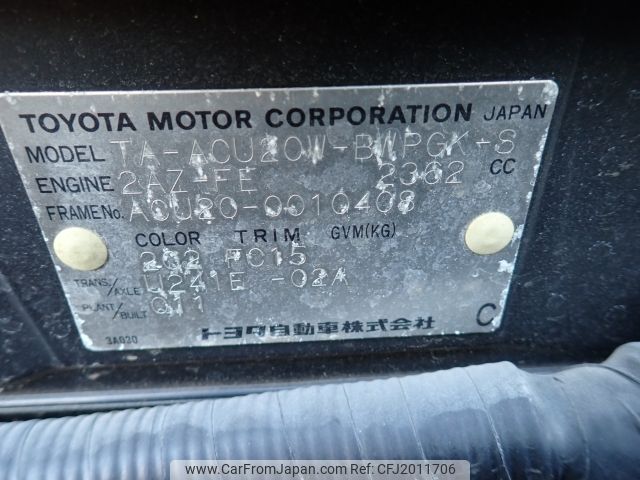 TOYOTA MOTOR CORPORATION JAPAN
MODEL TA-ACU20W-BWPGK-S
ENGINE 2AZ-FE 2362 CC
FRAME No. ACU20-0010408
COLOR TRIM GVM(KG)
202 FC15
TRANS./AXLE U241E -02A
PLANT/BUILT
3A020
トヨタ自動車株式会社
C
© CarFromJapan.com - Ref: CFJ2011706